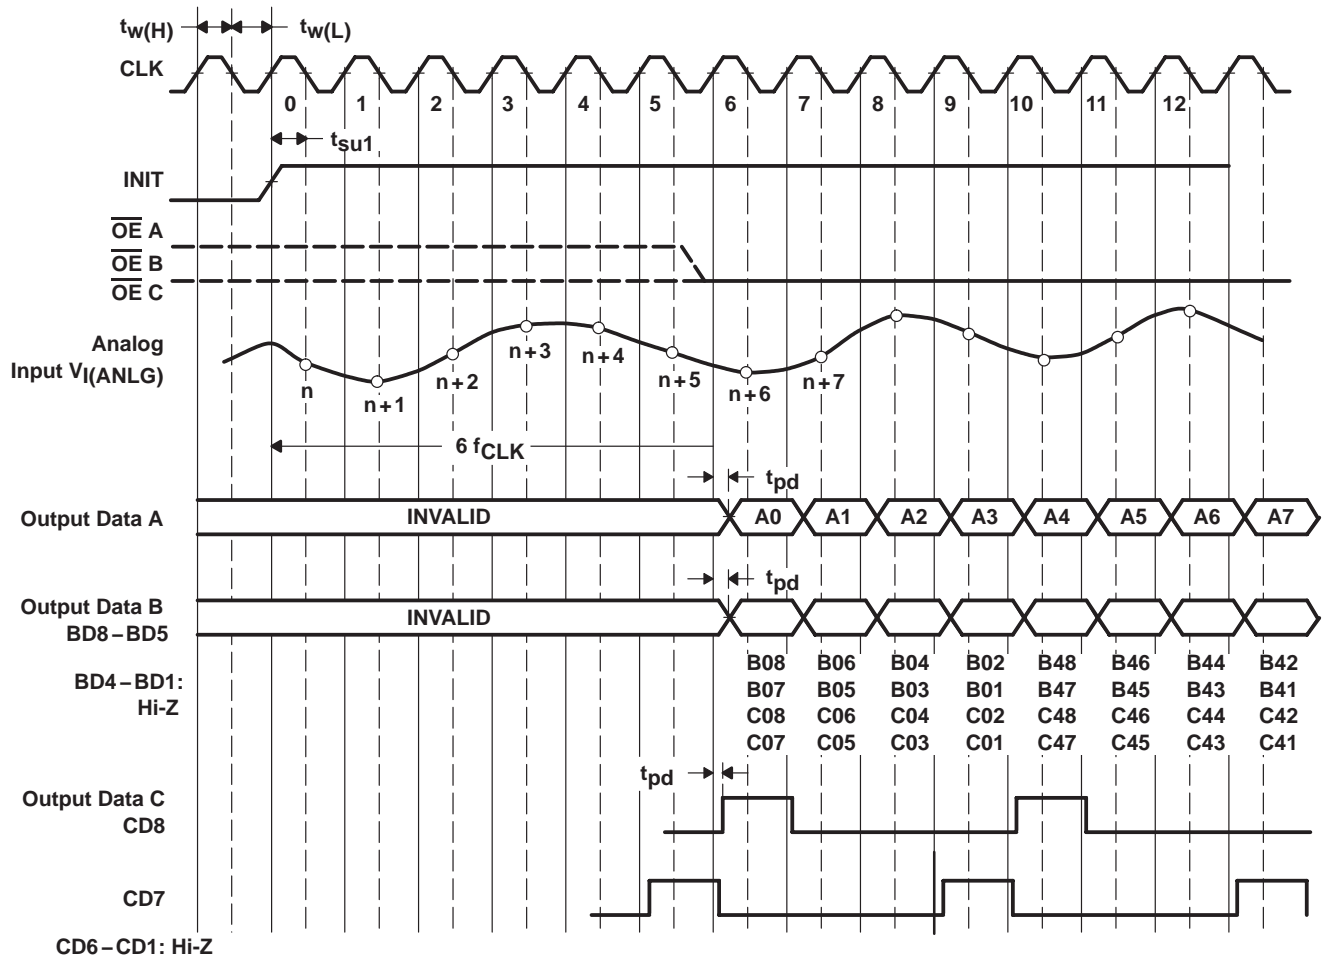 tw(H) tw(L)
CLK
0 1 2 3 4 5 6 7 8 9 10 11 12
tsu1
INIT
OE A
OE B
OE C
Analog
Input VI(ANLG)
n n+1 n+2 n+3 n+4 n+5 n+6 n+7
6 fCLK
tpd
Output Data A INVALID A0 A1 A2 A3 A4 A5 A6 A7
tpd
Output Data B INVALID
BD8–BD5
BD4–BD1:
Hi-Z
B08 B06 B04 B02 B48 B46 B44 B42
B07 B05 B03 B01 B47 B45 B43 B41
C08 C06 C04 C02 C48 C46 C44 C42
C07 C05 C03 C01 C47 C45 C43 C41
tpd
Output Data C
CD8
CD7
CD6–CD1: Hi-Z